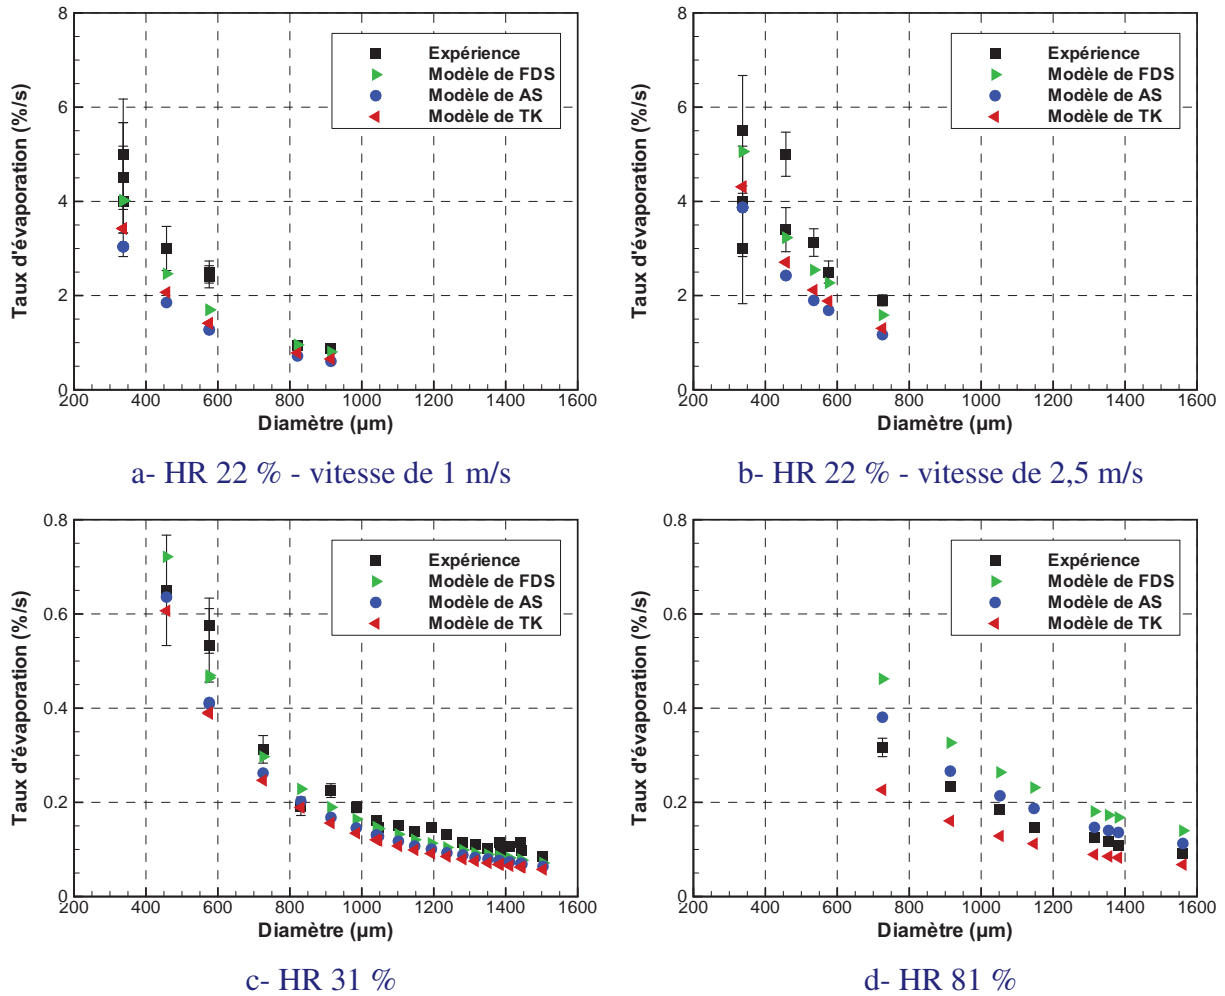 8
6
4
2
0
Taux d'évaporation (%/s)
Expérience
Modèle de FDS
Modèle de AS
Modèle de TK
200 400 600 800 1000 1200 1400 1600
Diamètre (µm)
a- HR 22 % - vitesse de 1 m/s
8
6
4
2
0
Taux d'évaporation (%/s)
Expérience
Modèle de FDS
Modèle de AS
Modèle de TK
200 400 600 800 1000 1200 1400 1600
Diamètre (µm)
b- HR 22 % - vitesse de 2,5 m/s
0.8
0.6
0.4
0.2
0
Taux d'évaporation (%/s)
Expérience
Modèle de FDS
Modèle de AS
Modèle de TK
200 400 600 800 1000 1200 1400 1600
Diamètre (µm)
c- HR 31 %
0.8
0.6
0.4
0.2
0
Taux d'évaporation (%/s)
Expérience
Modèle de FDS
Modèle de AS
Modèle de TK
200 400 600 800 1000 1200 1400 1600
Diamètre (µm)
d- HR 81 %